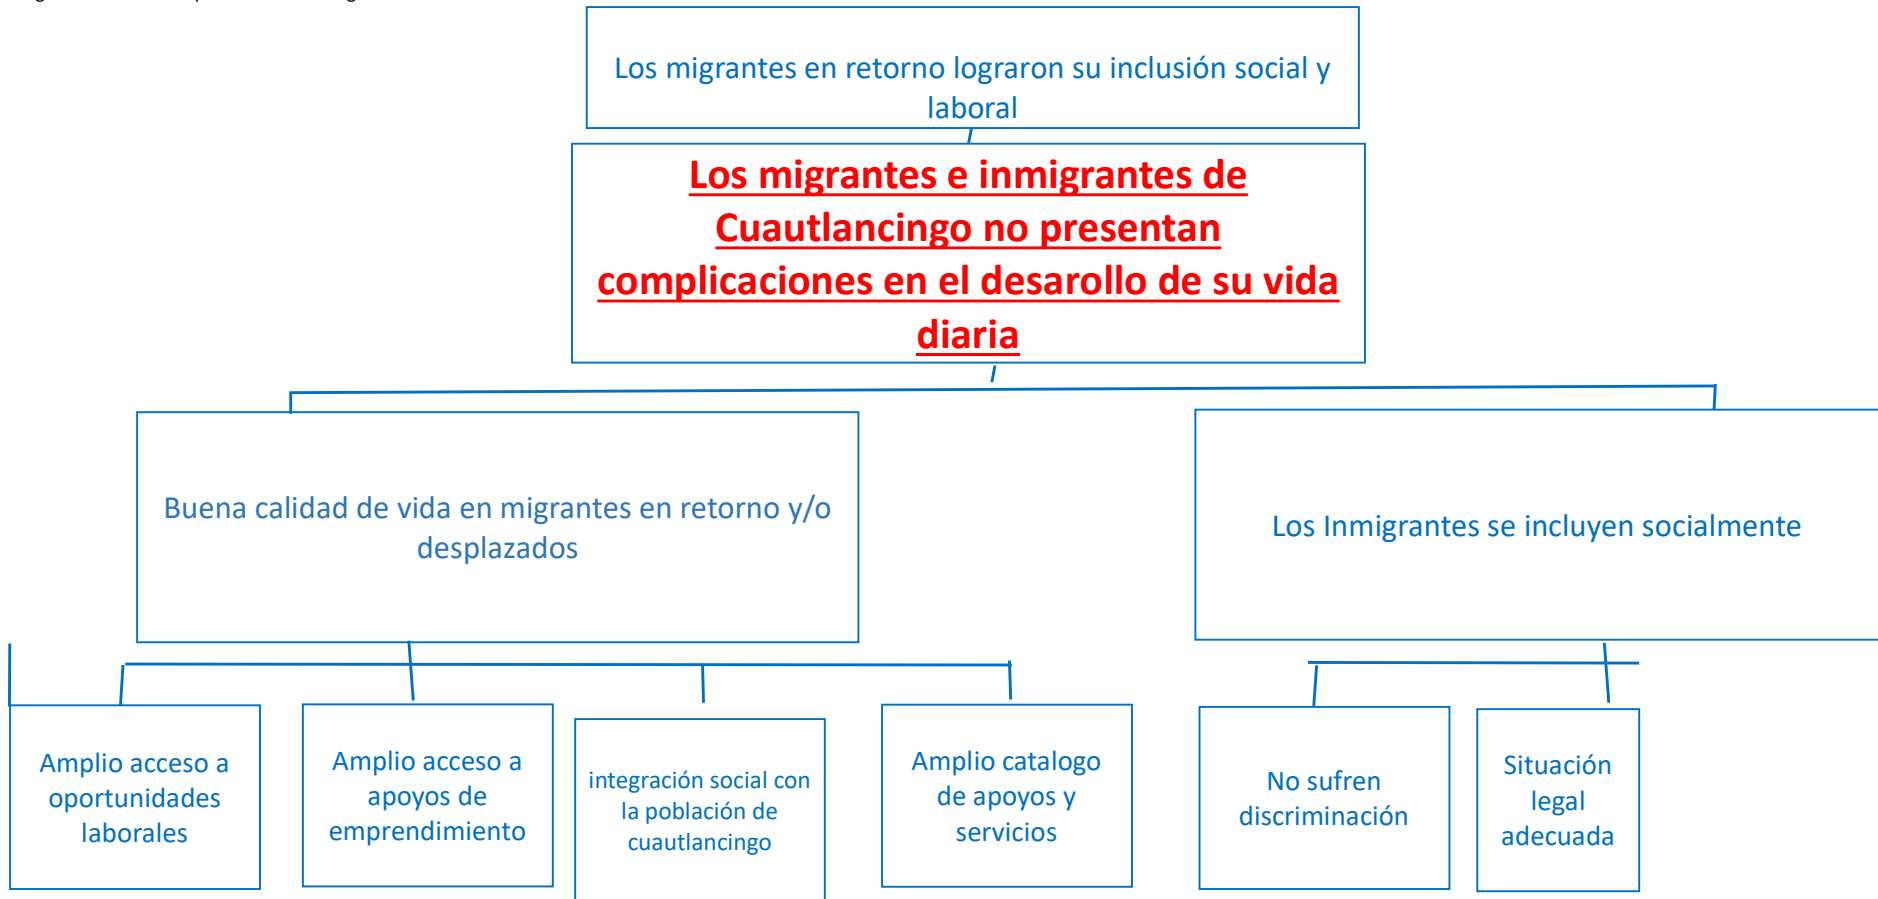 Los migrantes en retorno lograron su inclusión social y
laboral
Los migrantes e inmigrantes de
Cuautlancingo no presentan
complicaciones en el desarollo de su vida
diaria
Buena calidad de vida en migrantes en retorno y/o
desplazados
Los Inmigrantes se incluyen socialmente
Amplio acceso a
oportunidades
laborales
Amplio acceso a
apoyos de
emprendimiento
integración social con
la población de
cuautlancingo
Amplio catalogo
de apoyos y
servicios
No sufren
discriminación
Situación
legal
adecuada